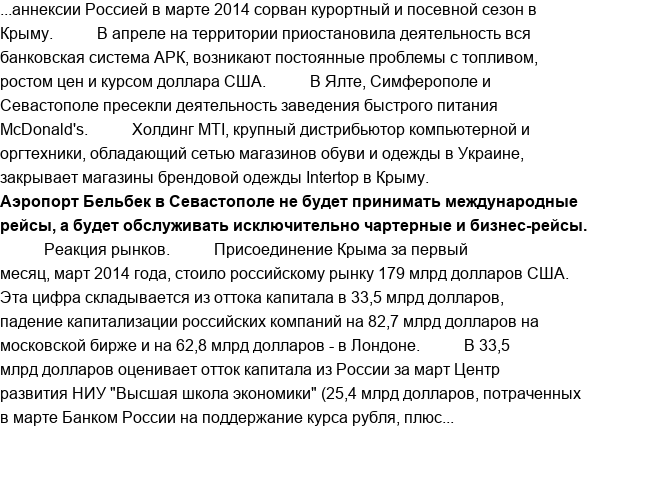 ...аннексии Россией в марте 2014 сорван курортный и посевной сезон в
Крыму. В апреле на территории приостановила деятельность вся
банковская система АРК, возникают постоянные проблемы с топливом,
ростом цен и курсом доллара США. В Ялте, Симферополе и
Севастополе пресекли деятельность заведения быстрого питания
McDonald's. Холдинг MTI, крупный дистрибьютор компьютерной и
оргтехники, обладающий сетью магазинов обуви и одежды в Украине,
закрывает магазины брендовой одежды Intertop в Крыму.
Аэропорт Бельбек в Севастополе не будет принимать международные
рейсы, а будет обслуживать исключительно чартерные и бизнес-рейсы.
Реакция рынков. Присоединение Крыма за первый
месяц, март 2014 года, стоило российскому рынку 179 млрд долларов США.
Эта цифра складывается из оттока капитала в 33,5 млрд долларов,
падение капитализации российских компаний на 82,7 млрд долларов на
московской бирже и на 62,8 млрд долларов - в Лондоне. В 33,5
млрд долларов оценивает отток капитала из России за март Центр
развития НИУ "Высшая школа экономики" (25,4 млрд долларов, потраченных
в марте Банком России на поддержание курса рубля, плюс...